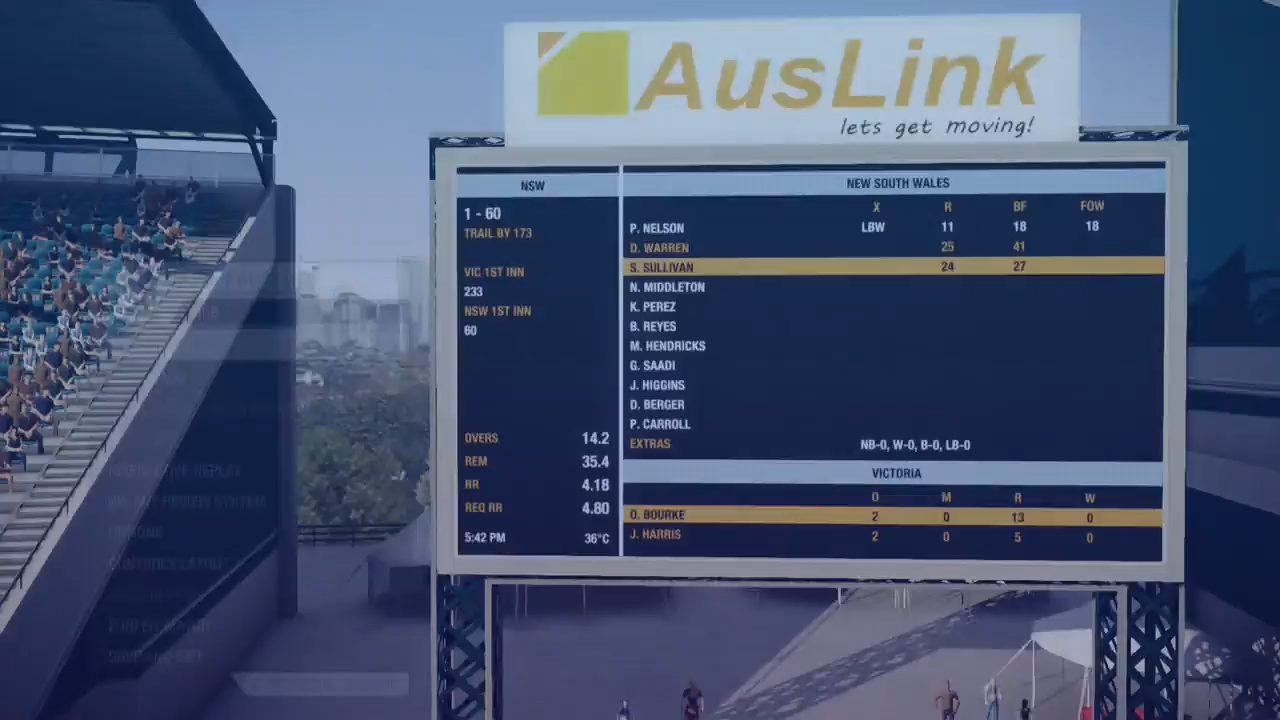 AusLink
lets get moving!
NSW
1 - 60
TRAIL BY 173
VIC 1ST INN
233
NSW 1ST INN
60
OVERS 14.2
REM 35.4
RR 4.18
REQ RR 4.80
5:42 PM 36°C
NEW SOUTH WALES
X R BF FOW
P. NELSON LBW 11 18 18
D. WARREN 25 41
S. SULLIVAN 24 27
N. MIDDLETON
K. PEREZ
B. REYES
M. HENDRICKS
G. SAADI
J. HIGGINS
D. BERGER
P. CARROLL
EXTRAS NB-0, W-0, B-0, LB-0
VICTORIA
O M R W
O. BOURKE 2 0 13 0
J. HARRIS 2 0 5 0